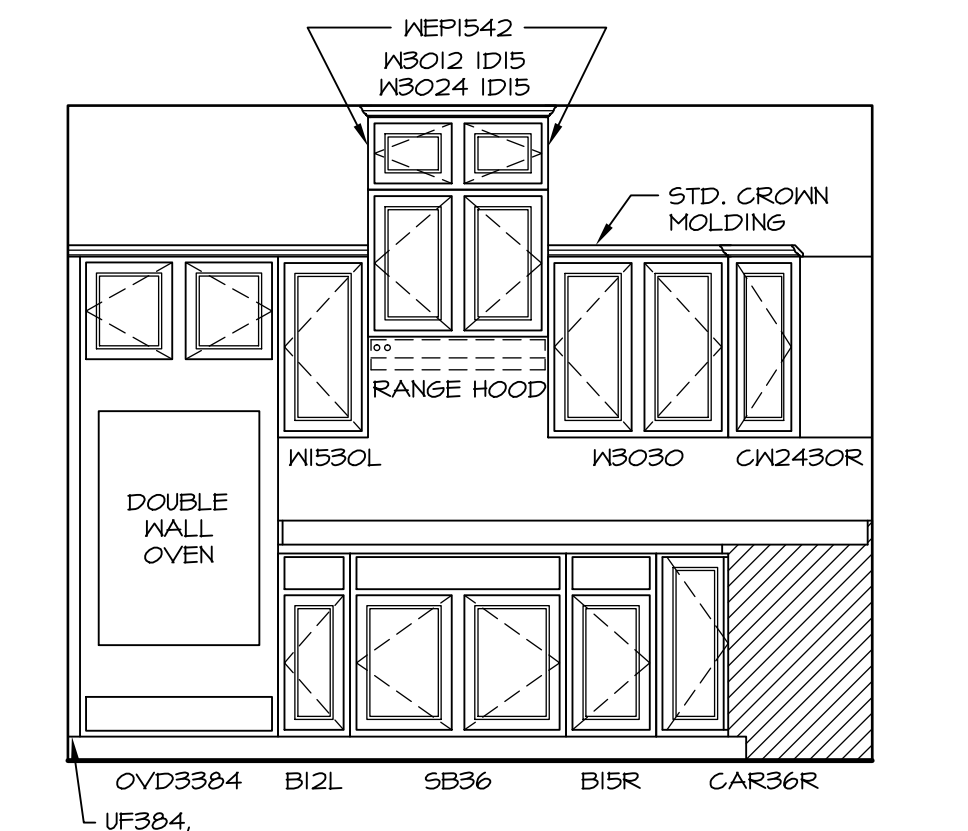 WEP1542
W3012 1D15
W3024 1D15
STD. CROWN
MOLDING
RANGE HOOD
W1530L
W3030
CW2430R
DOUBLE
WALL
OVEN
OVD3384
B12L
SB36
B15R
CAR36R
UF384,